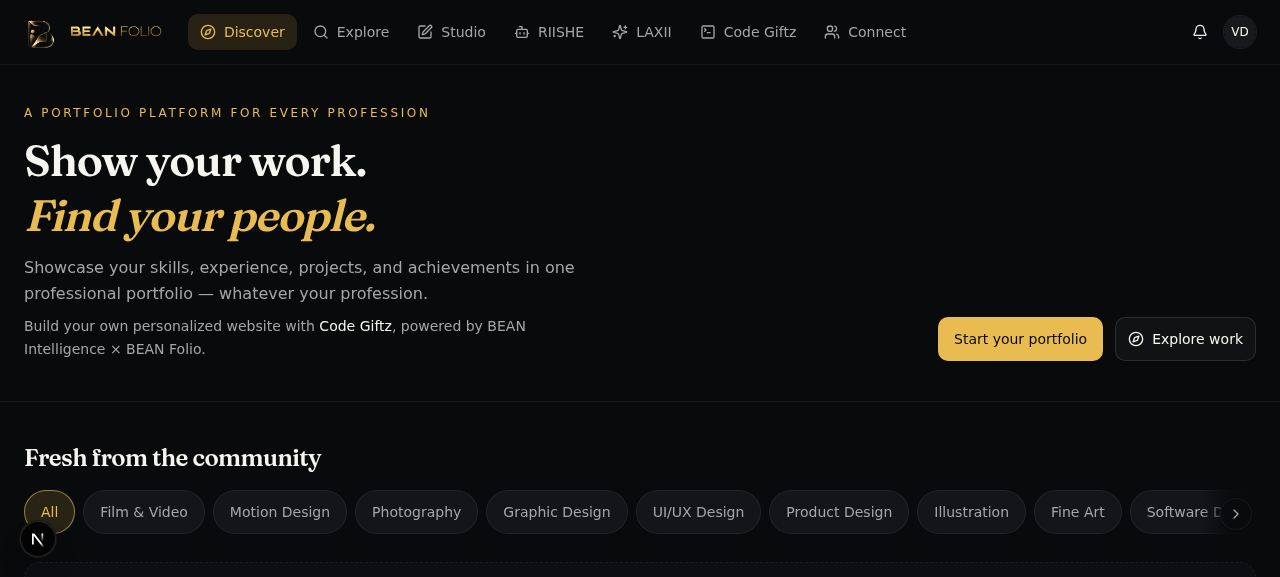 BEAN FOLIO
Discover
Explore
Studio
RIISHE
LAXII
Code Giftz
Connect
VD
A PORTFOLIO PLATFORM FOR EVERY PROFESSION
Show your work.
Find your people.
Showcase your skills, experience, projects, and achievements in one
professional portfolio — whatever your profession.
Build your own personalized website with Code Giftz, powered by BEAN
Intelligence × BEAN Folio.
Start your portfolio
Explore work
Fresh from the community
All
Film & Video
Motion Design
Photography
Graphic Design
UI/UX Design
Product Design
Illustration
Fine Art
Software D
N